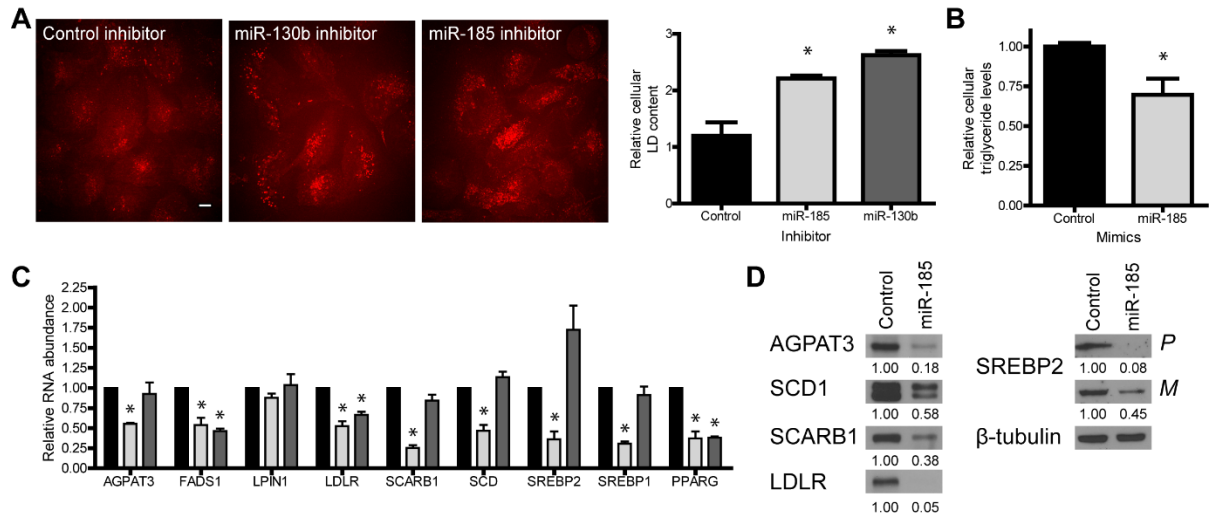 A
Control inhibitor
miR-130b inhibitor
miR-185 inhibitor
Relative cellular
LD content
3
2
1
0
*
*
Control
miR-185
miR-130b
Inhibitor
B
Relative cellular
triglyceride levels
1.00
0.75
0.50
0.25
0.00
*
Control
miR-185
Mimics
C
Relative RNA abundance
2.25
2.00
1.75
1.50
1.25
1.00
0.75
0.50
0.25
0.00
* * * * * * * * * *
AGPAT3 FADS1 LPIN1 LDLR SCARB1 SCD SREBP2 SREBP1 PPARG
D
Control miR-185
AGPAT3
1.00 0.18
SCD1
1.00 0.58
SCARB1
1.00 0.38
LDLR
1.00 0.05
Control miR-185
SREBP2
P
1.00 0.08
M
1.00 0.45
β-tubulin